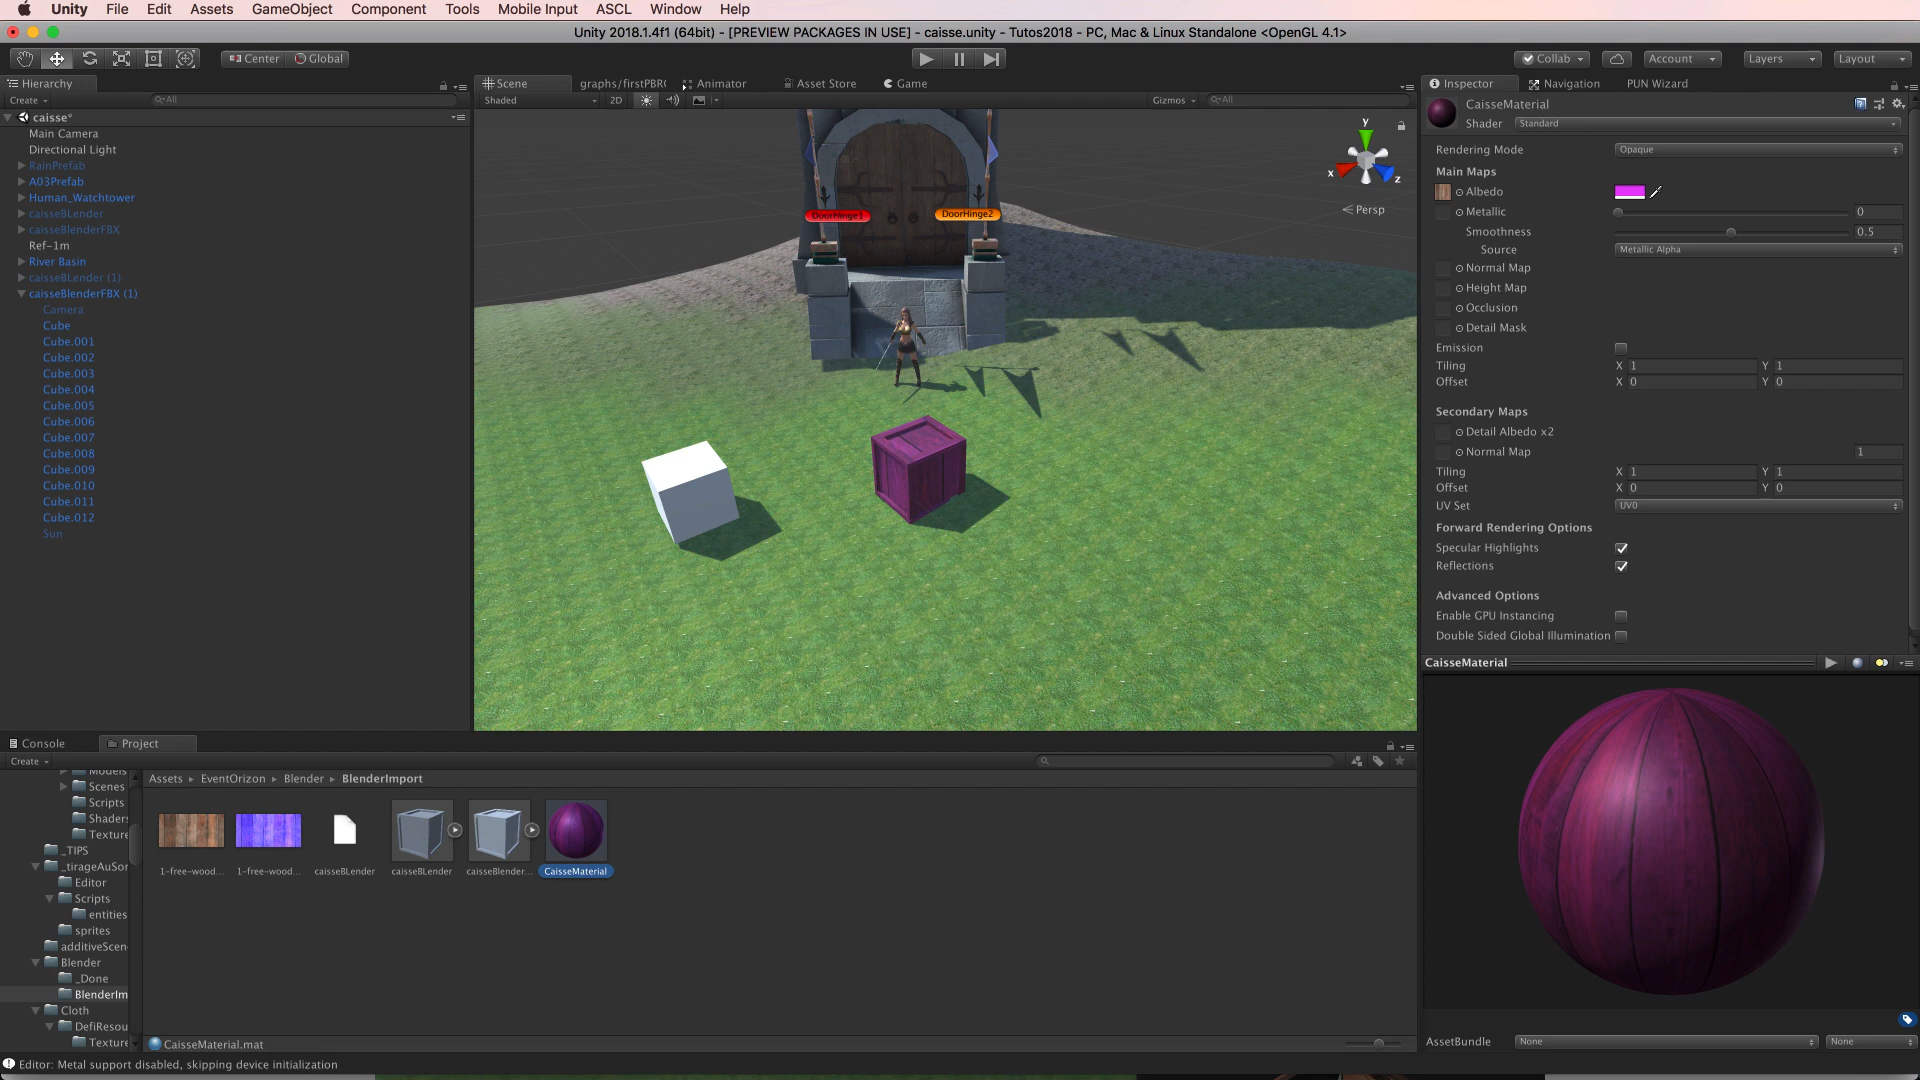 Unity File Edit Assets GameObject Component Tools Mobile Input ASCL Window Help
Unity 2018.1.4f1 (64bit) - [PREVIEW PACKAGES IN USE] - caisse.unity - Tutos2018 - PC, Mac & Linux Standalone <OpenGL 4.1>
Center Global
Collab Account Layers Layout
Hierarchy
Create All
caisse*
Main Camera
Directional Light
RainPrefab
A03Prefab
Human_Watchtower
caisseBLender
caisseBlenderFBX
Ref-1m
River Basin
caisseBLender (1)
caisseBlenderFBX (1)
Camera
Cube
Cube.001
Cube.002
Cube.003
Cube.004
Cube.005
Cube.006
Cube.007
Cube.008
Cube.009
Cube.010
Cube.011
Cube.012
Sun
Scene graphs/firstPBR Animator Asset Store Game
Shaded 2D Gizmos All
y
x z
Persp
DoorHinge1 DoorHinge2
Inspector Navigation PUN Wizard
CaisseMaterial
Shader Standard
Rendering Mode Opaque
Main Maps
Albedo
Metallic 0
Smoothness 0.5
Source Metallic Alpha
Normal Map
Height Map
Occlusion
Detail Mask
Emission
Tiling X 1 Y 1
Offset X 0 Y 0
Secondary Maps
Detail Albedo x2
Normal Map 1
Tiling X 1 Y 1
Offset X 0 Y 0
UV Set UV0
Forward Rendering Options
Specular Highlights
Reflections
Advanced Options
Enable GPU Instancing
Double Sided Global Illumination
CaisseMaterial
AssetBundle None None
Console Project
Create
Models
Scenes
Scripts
Shaders
Texture
_TIPS
_tirageAuSor
Editor
Scripts
entities
sprites
additiveScen
Blender
_Done
BlenderIm
Cloth
DefiResou
Texture
Assets ▸ EventOrizon ▸ Blender ▸ BlenderImport
1-free-wood... 1-free-wood... caisseBLender caisseBLender caisseBlender... CaisseMaterial
CaisseMaterial.mat
Editor: Metal support disabled, skipping device initialization